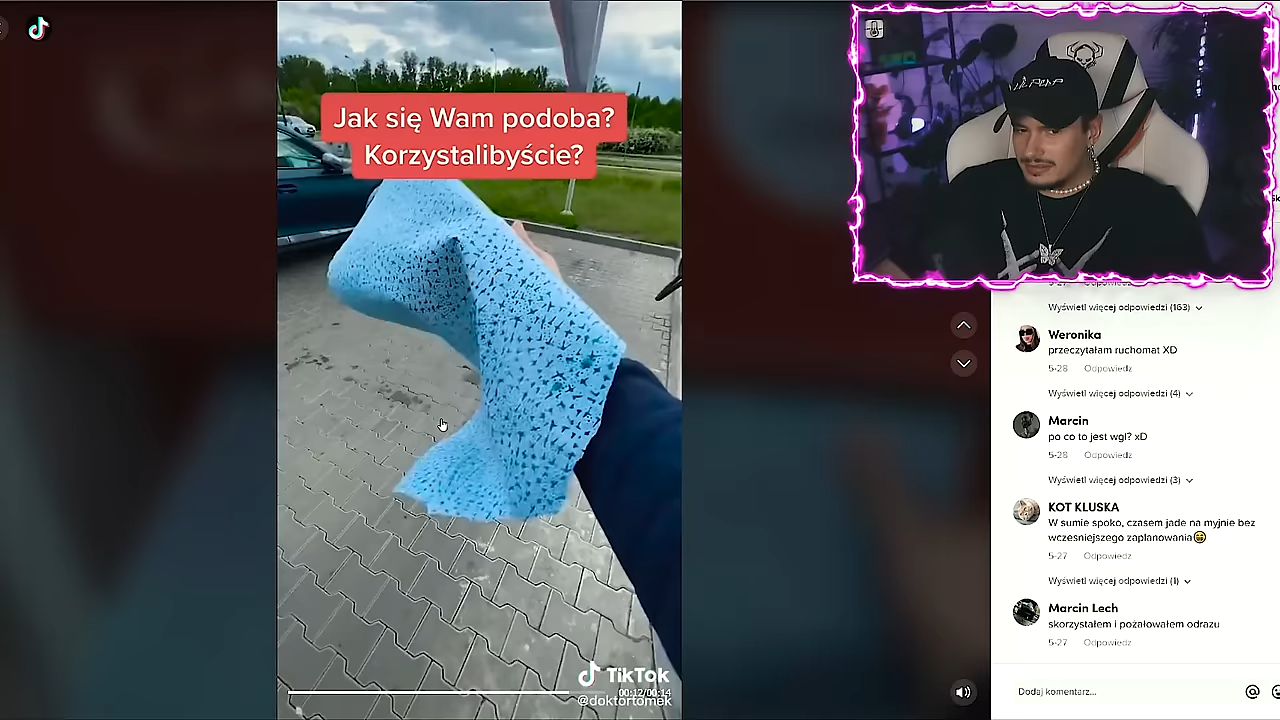 Jak się Wam podoba?
Korzystalibyście?
TikTok
00:12/00:14
@doktortomek
Wyświetl więcej odpowiedzi (163)
Weronika
przeczytałam ruchomat XD
5-28 Odpowiedz
Wyświetl więcej odpowiedzi (4)
Marcin
po co to jest wgl? xD
5-28 Odpowiedz
Wyświetl więcej odpowiedzi (3)
KOT KLUSKA
W sumie spoko, czasem jade na myjnie bez
wcześniejszego zaplanowania😄
5-27 Odpowiedz
Wyświetl więcej odpowiedzi (1)
Marcin Lech
skorzystałem i pożałowałem odrazu
5-27 Odpowiedz
Dodaj komentarz...
@